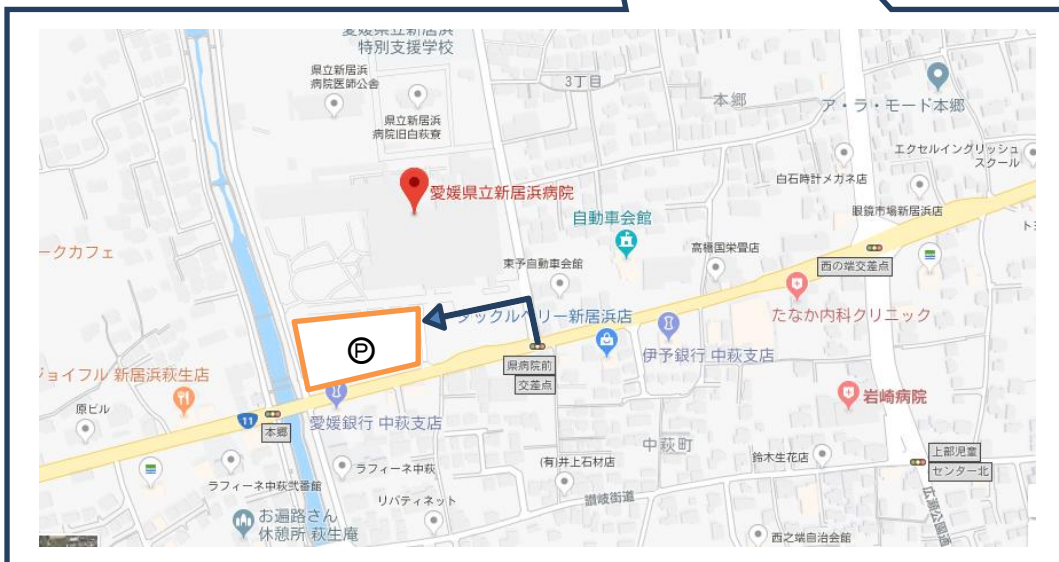 愛媛県立新居浜
特別支援学校
県立新居浜
病院医師公舎
3丁目
本郷
ア・ラ・モード本郷
県立新居浜
病院旧白萩寮
エクセルイングリッシュ
スクール
白石時計メガネ店
愛媛県立新居浜病院
眼鏡市場新居浜店
自動車会館
ークカフェ
高橋国栄畳店
東予自動車会館
西の端交差点
タックルベリー新居浜店
たなか内科クリニック
P
伊予銀行 中萩支店
県病院前
交差点
ジョイフル 新居浜萩生店
岩崎病院
原ビル
11
本郷
愛媛銀行 中萩支店
中萩町
上部児童
センター北
鈴木生花店
(有)井上石材店
ラフィーネ中萩
ラフィーネ中萩弐番館
リバティネット
讃岐街道
広瀬公園通
お遍路さん
休憩所 萩生庵
西之端自治会館